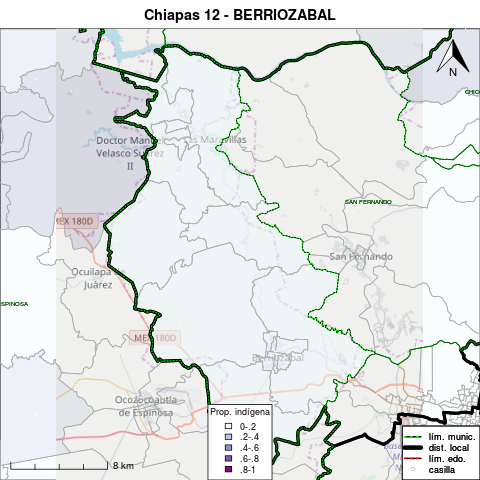 Chiapas 12 - BERRIOZABAL
N
CHIC
Doctor Manuel
Velasco Suárez
II
Las Maravillas
SAN FERNANDO
MEX 180D
San Fernando
Ocuilapa de
Juárez
ESPINOSA
MEX 180D
Berriozábal
Ocozocoautla
de Espinosa
Prop. indígena
0-.2
.2-.4
.4-.6
.6-.8
.8-1
lím. munic.
dist. local
lím. edo.
casilla
8 km